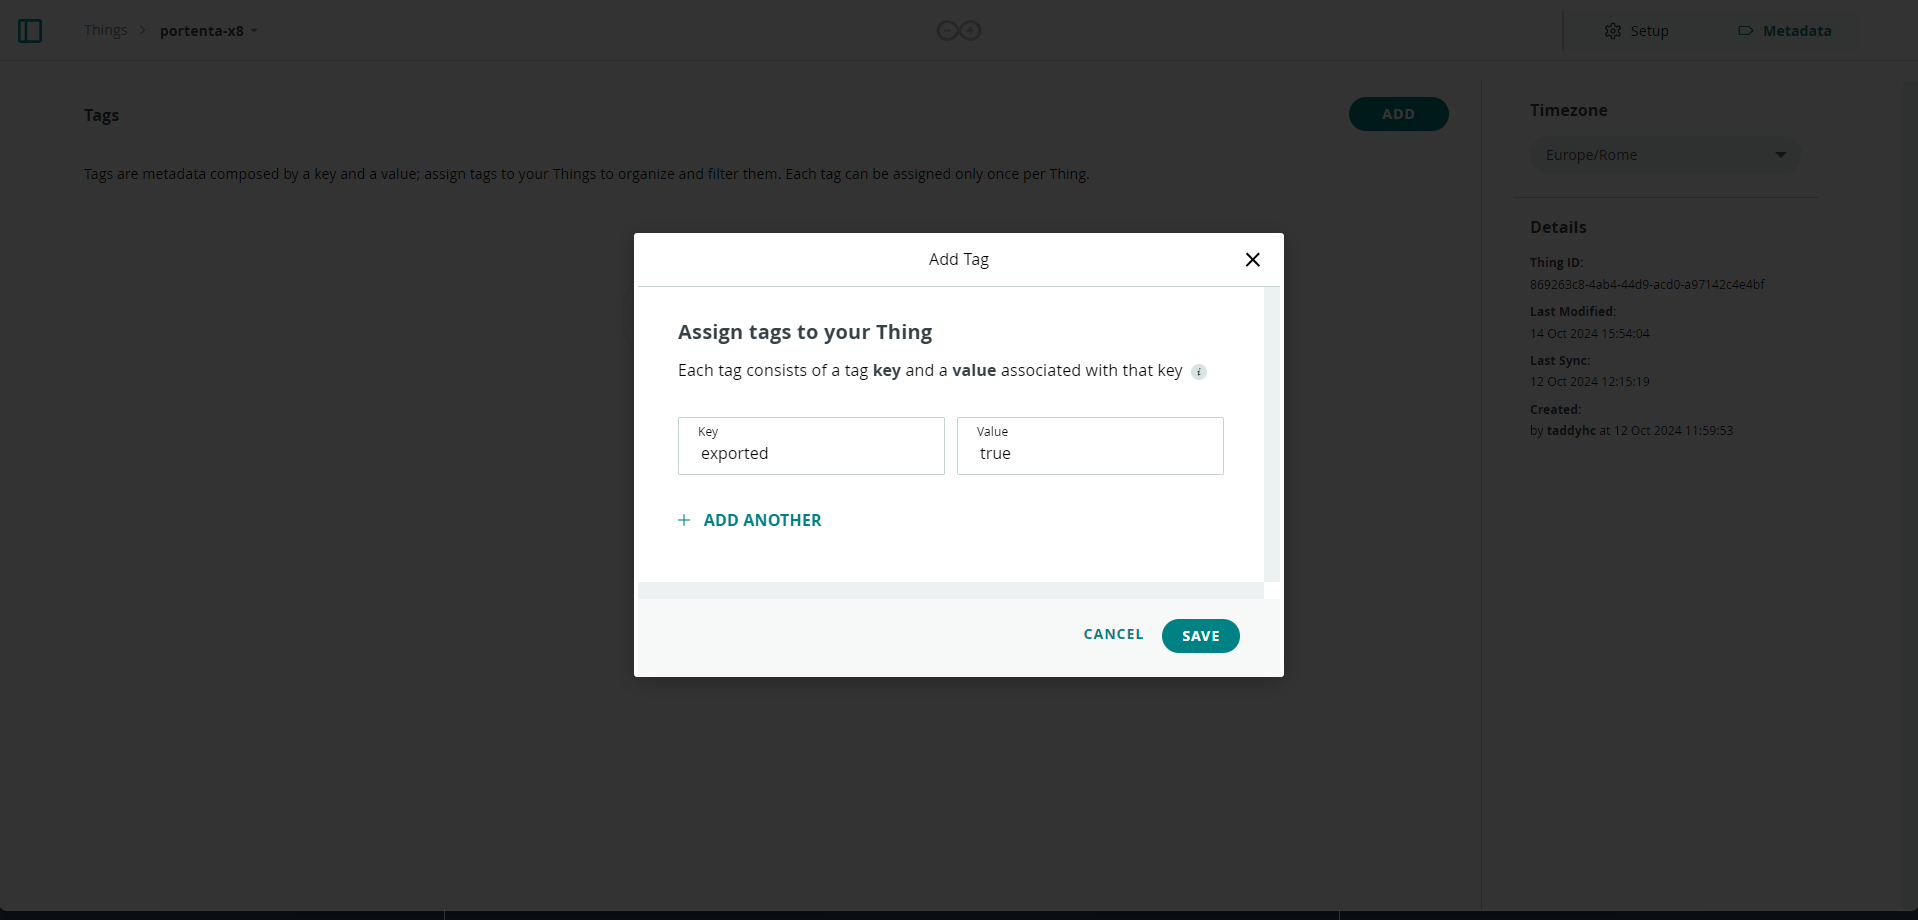 Things > portenta-x8
Setup
Metadata
Tags
ADD
Tags are metadata composed by a key and a value; assign tags to your Things to organize and filter them. Each tag can be assigned only once per Thing.
Timezone
Europe/Rome
Details
Thing ID:
869263c8-4ab4-44d9-acd0-a97142c4e4bf
Last Modified:
14 Oct 2024 15:54:04
Last Sync:
12 Oct 2024 12:15:19
Created:
by taddyhc at 12 Oct 2024 11:59:53
Add Tag
Assign tags to your Thing
Each tag consists of a tag key and a value associated with that key i
Key
exported
Value
true
+ ADD ANOTHER
CANCEL
SAVE